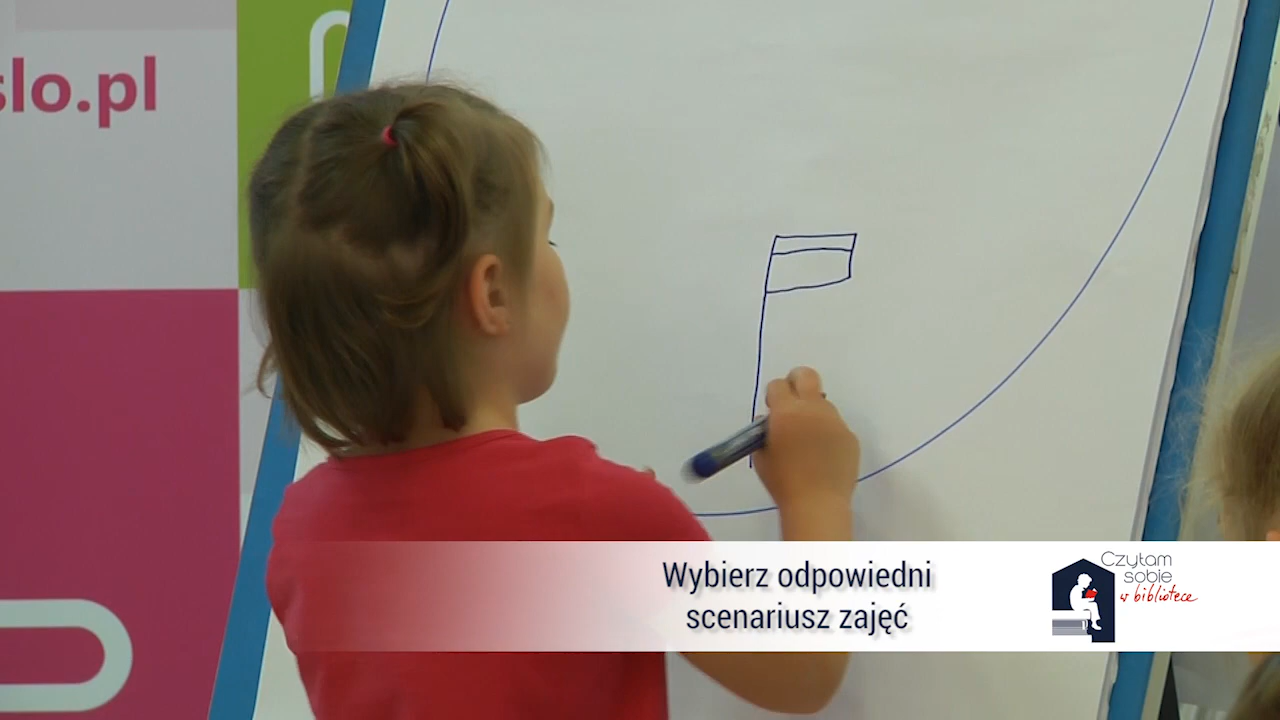 slo.pl
Wybierz odpowiedni
scenariusz zajęć
Czytam
sobie
w bibliotece